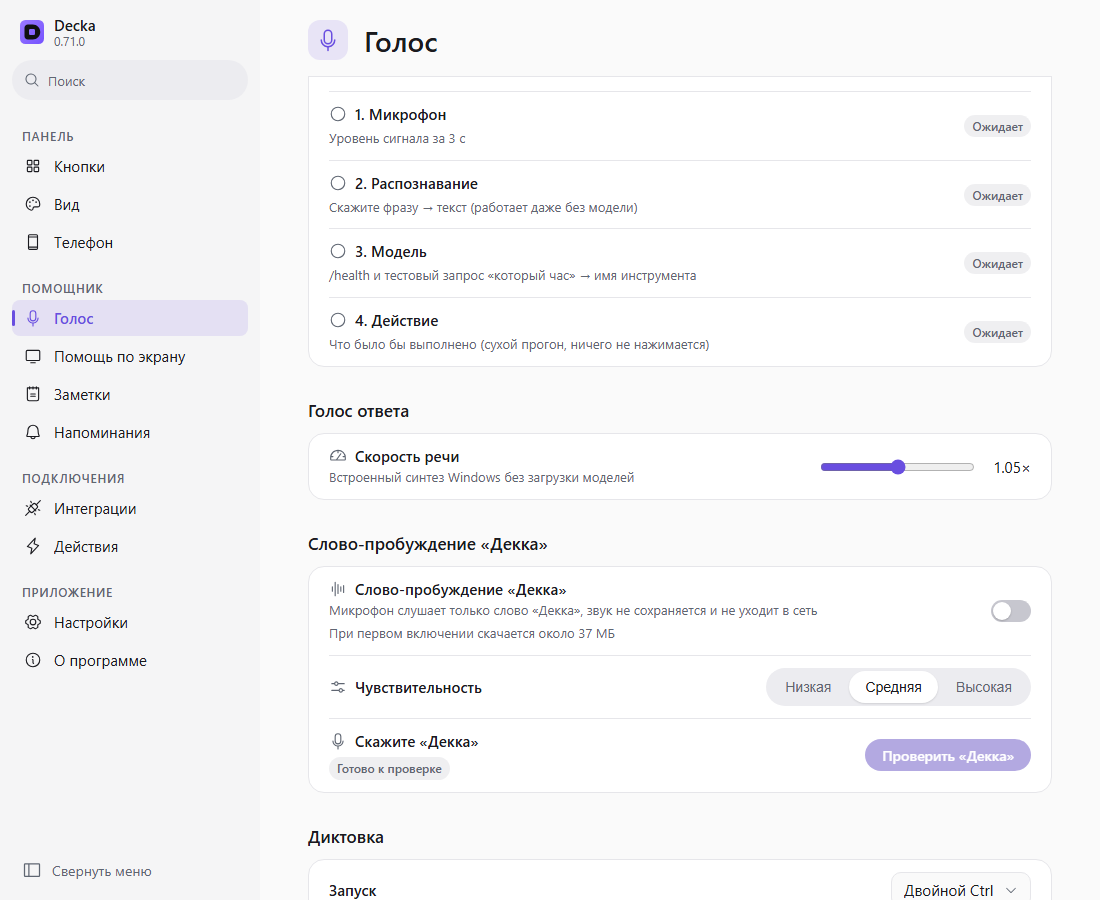 Decka
0.71.0
Поиск
ПАНЕЛЬ
Кнопки
Вид
Телефон
ПОМОЩНИК
Голос
Помощь по экрану
Заметки
Напоминания
ПОДКЛЮЧЕНИЯ
Интеграции
Действия
ПРИЛОЖЕНИЕ
Настройки
О программе
Свернуть меню
Голос
1. Микрофон
Уровень сигнала за 3 с
Ожидает
2. Распознавание
Скажите фразу → текст (работает даже без модели)
Ожидает
3. Модель
/health и тестовый запрос «который час» → имя инструмента
Ожидает
4. Действие
Что было бы выполнено (сухой прогон, ничего не нажимается)
Ожидает
Голос ответа
Скорость речи
Встроенный синтез Windows без загрузки моделей
1.05×
Слово-пробуждение «Декка»
Слово-пробуждение «Декка»
Микрофон слушает только слово «Декка», звук не сохраняется и не уходит в сеть
При первом включении скачается около 37 МБ
Чувствительность
Низкая Средняя Высокая
Скажите «Декка»
Готово к проверке
Проверить «Декка»
Диктовка
Запуск
Двойной Ctrl